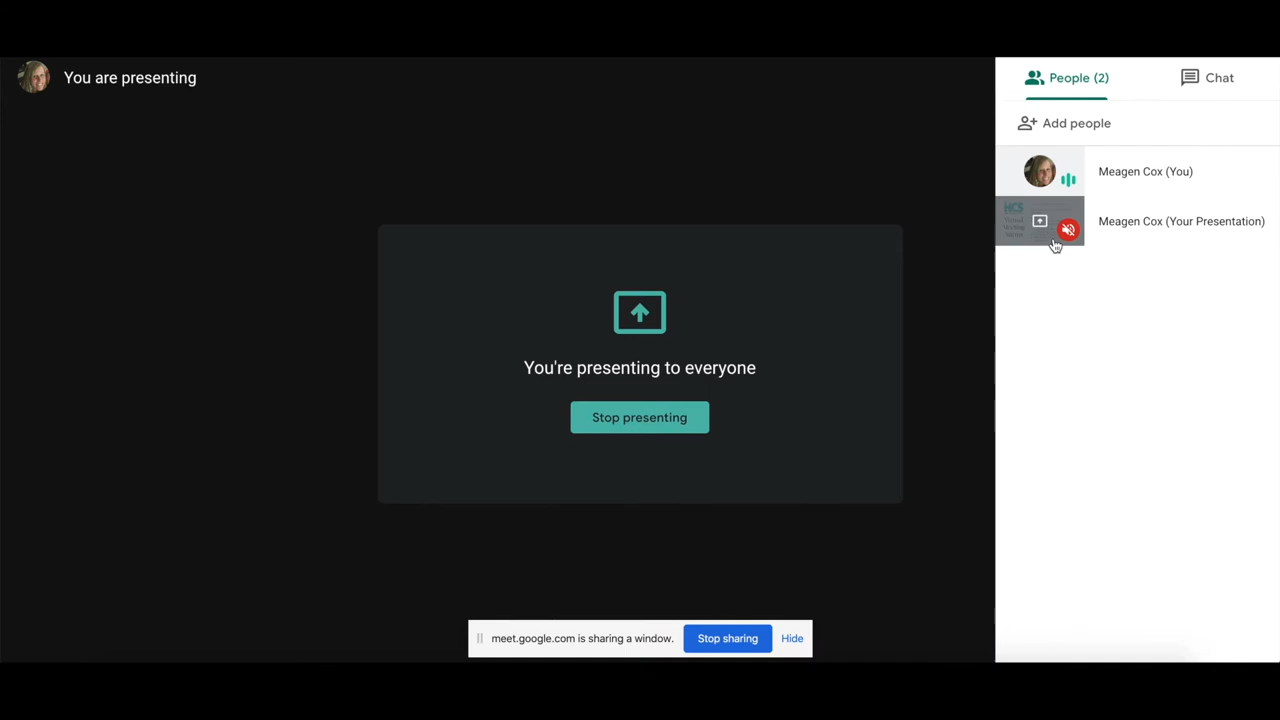 You are presenting
People (2)
Chat
Add people
Meagen Cox (You)
HCS
Meagen Cox (Your Presentation)
You're presenting to everyone
Stop presenting
meet.google.com is sharing a window.
Stop sharing
Hide